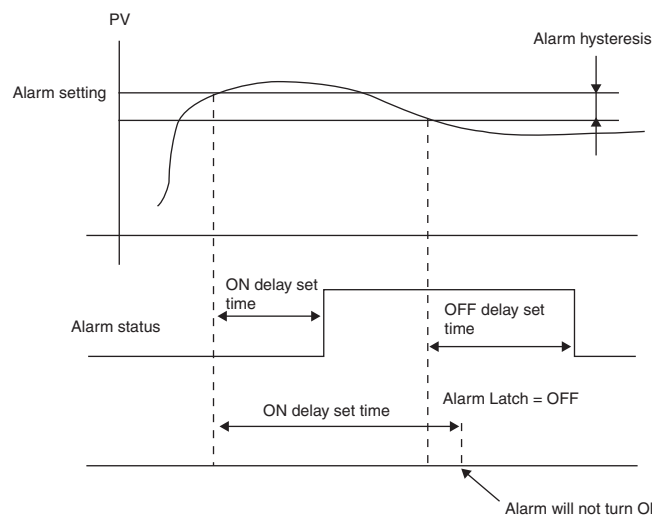 PV
Alarm hysteresis
Alarm setting
ON delay set
time
OFF delay set
time
Alarm status
Alarm Latch = OFF
ON delay set time
Alarm will not turn